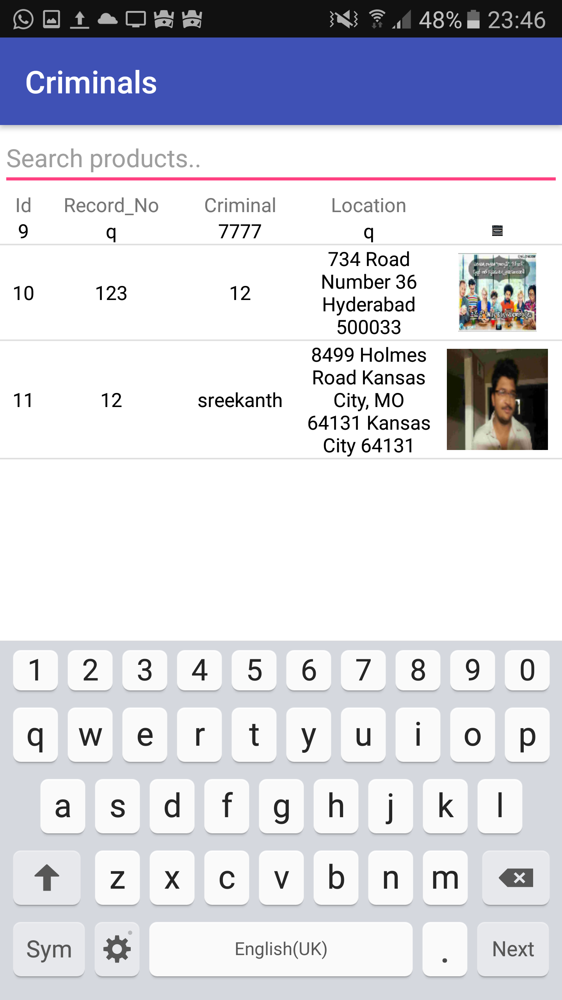 48% 23:46
Criminals
Search products..
Id Record_No Criminal Location
9 q 7777 q
10 123 12 734 Road
Number 36
Hyderabad
500033
11 12 sreekanth 8499 Holmes
Road Kansas
City, MO
64131 Kansas
City 64131
1 2 3 4 5 6 7 8 9 0
q w e r t y u i o p
a s d f g h j k l
z x c v b n m
Sym English(UK) . Next